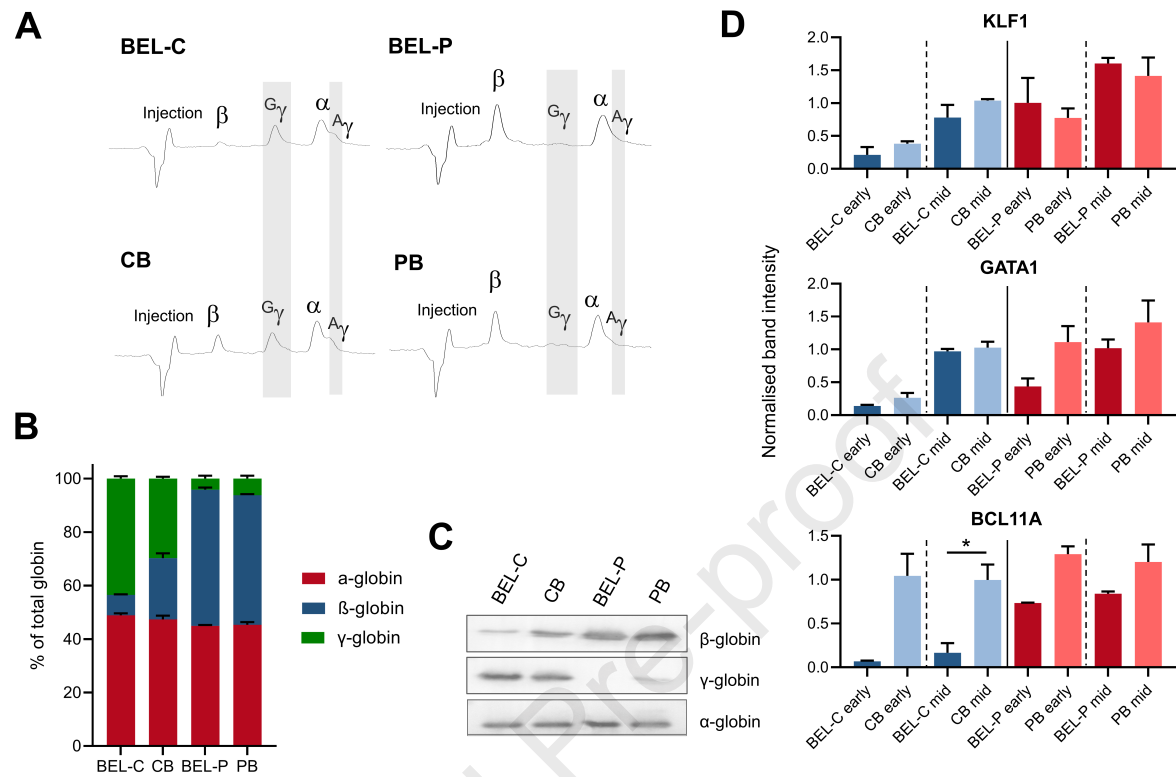 A
BEL-C
Injection
β
Gγ
α
Aγ
BEL-P
Injection
β
Gγ
α
Aγ
CB
Injection
β
Gγ
α
Aγ
PB
Injection
β
Gγ
α
Aγ
B
% of total globin
100
80
60
40
20
0
BEL-C CB BEL-P PB
a-globin
ß-globin
γ-globin
C
BEL-C CB BEL-P PB
β-globin
γ-globin
α-globin
D
Normalised band intensity
KLF1
2.0
1.5
1.0
0.5
0.0
BEL-C early CB early BEL-C mid CB mid BEL-P early PB early BEL-P mid PB mid
GATA1
2.0
1.5
1.0
0.5
0.0
BEL-C early CB early BEL-C mid CB mid BEL-P early PB early BEL-P mid PB mid
BCL11A
1.5
1.0
0.5
0.0
*
BEL-C early CB early BEL-C mid CB mid BEL-P early PB early BEL-P mid PB mid
Pre-proof